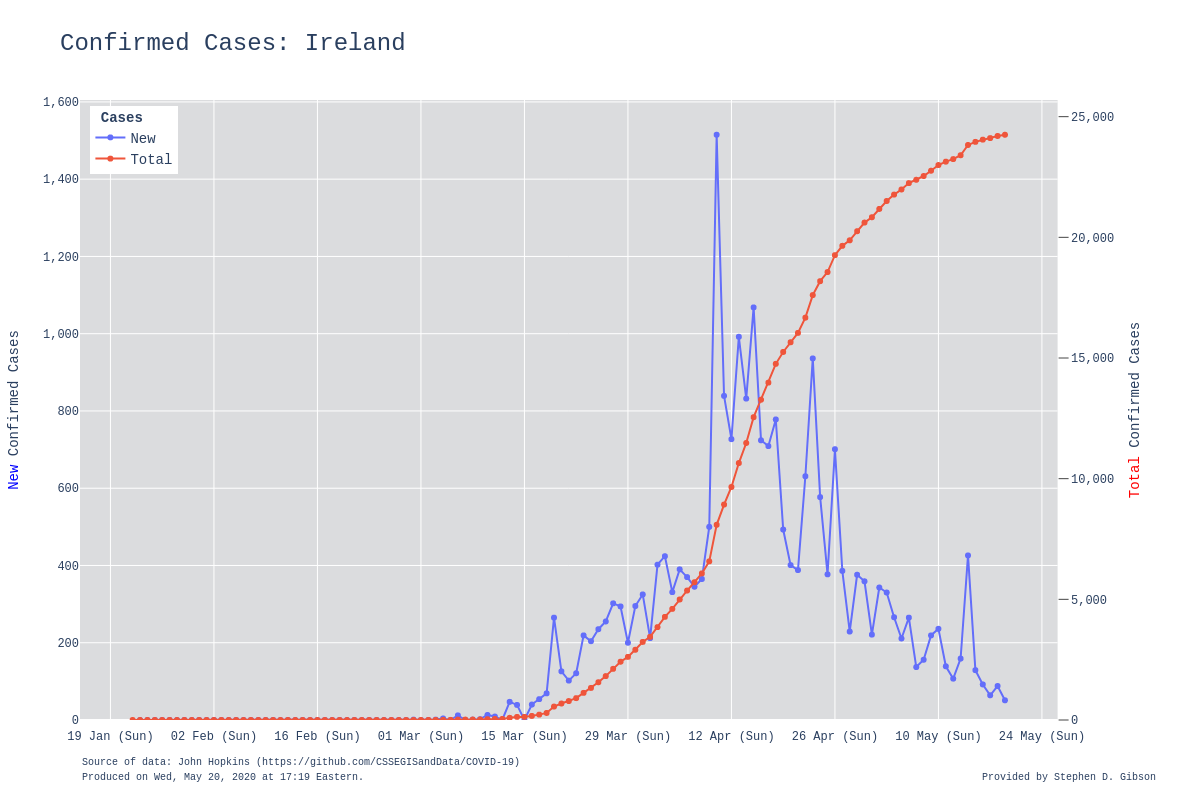 Confirmed Cases: Ireland
Cases
New
Total
1,600
1,400
1,200
1,000
800
600
400
200
0
New Confirmed Cases
25,000
20,000
15,000
10,000
5,000
0
Total Confirmed Cases
19 Jan (Sun) 02 Feb (Sun) 16 Feb (Sun) 01 Mar (Sun) 15 Mar (Sun) 29 Mar (Sun) 12 Apr (Sun) 26 Apr (Sun) 10 May (Sun) 24 May (Sun)
Source of data: John Hopkins (https://github.com/CSSEGISandData/COVID-19)
Produced on Wed, May 20, 2020 at 17:19 Eastern.
Provided by Stephen D. Gibson